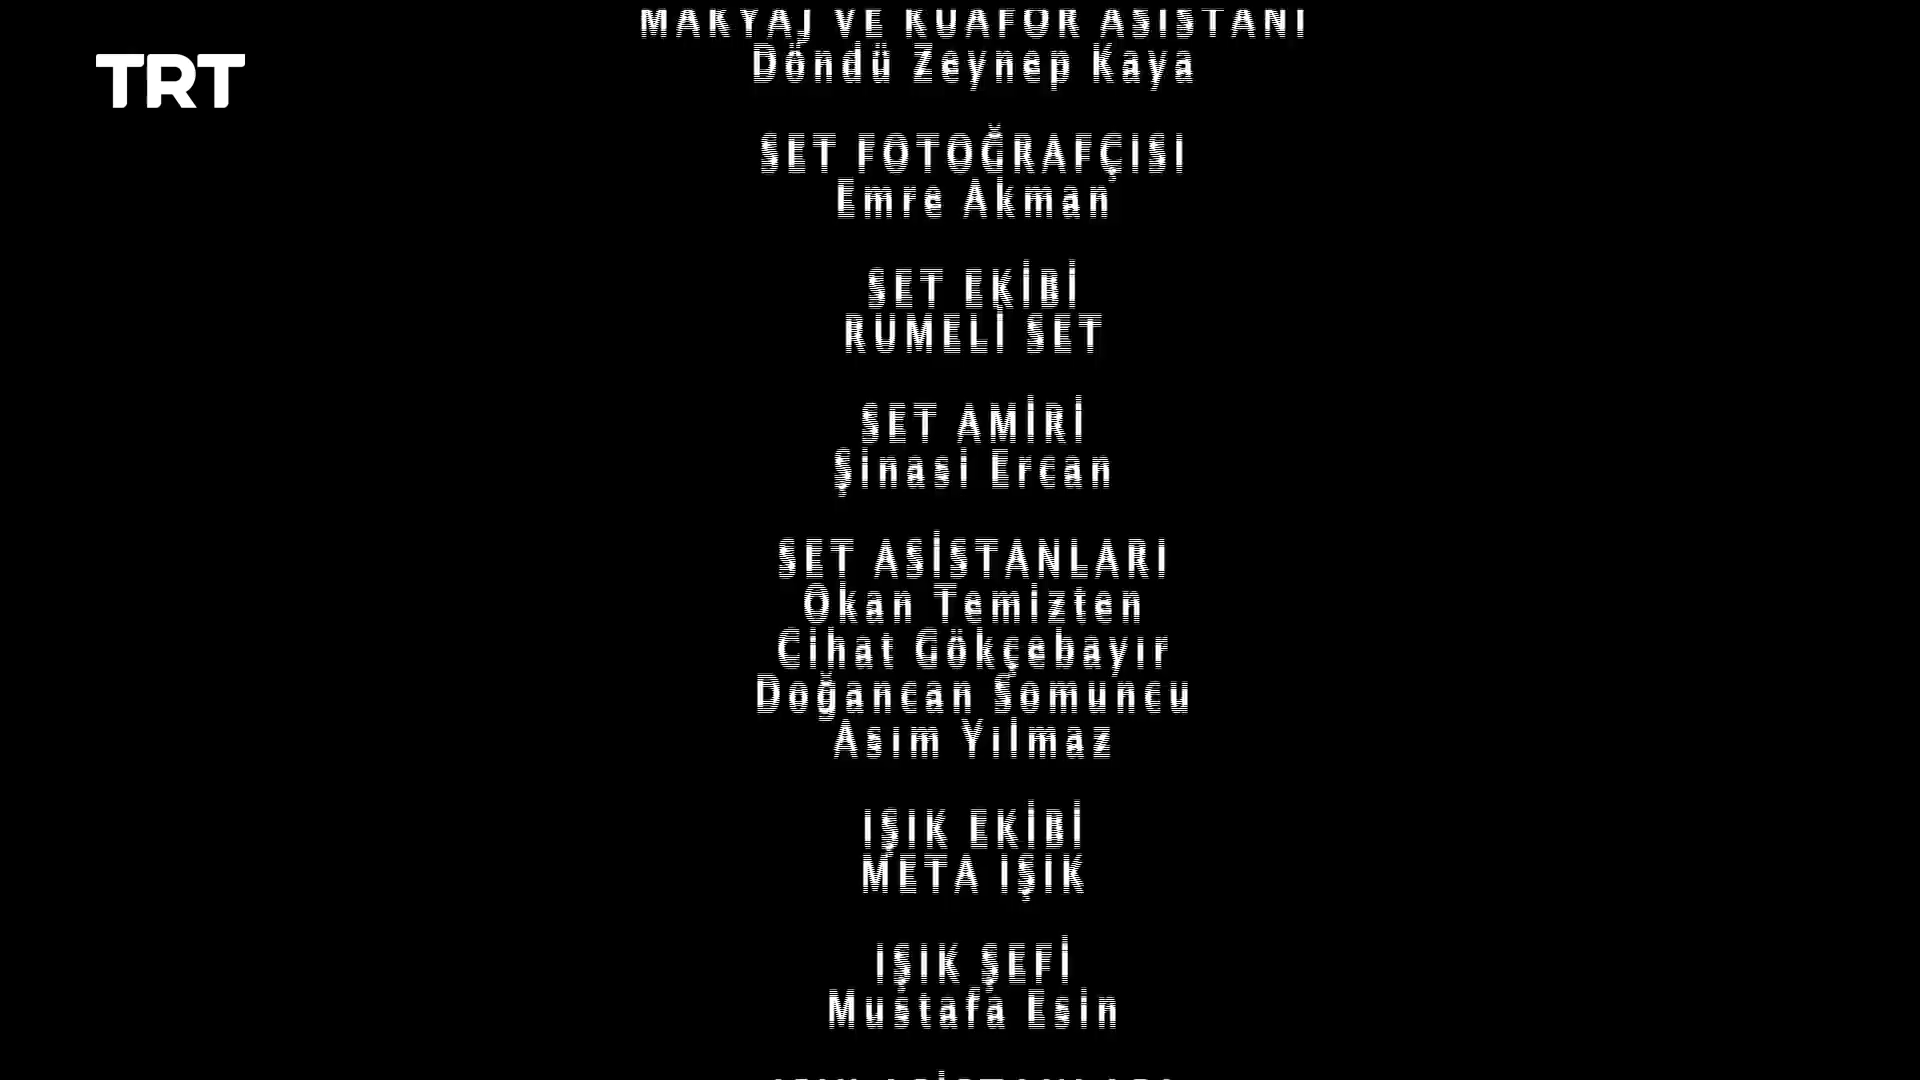 TRT
MAKYAJ VE KUAFÖR ASİSTANI
Döndü Zeynep Kaya
SET FOTOĞRAFÇISI
Emre Akman
SET EKİBİ
RUMELİ SET
SET AMİRİ
Şinasi Ercan
SET ASİSTANLARI
Okan Temizten
Cihat Gökçebayır
Doğancan Somuncu
Asım Yılmaz
IŞIK EKİBİ
META IŞIK
IŞIK ŞEFİ
Mustafa Esin